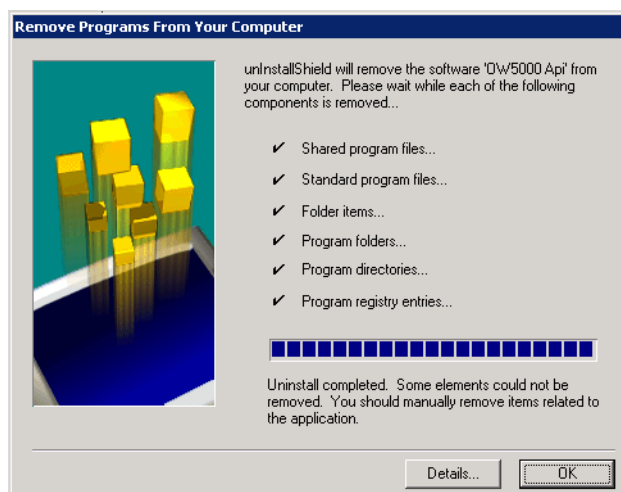 Remove Programs From Your Computer
unInstallShield will remove the software 'OW5000 Api' from
your computer.  Please wait while each of the following
components is removed...
✔ Shared program files...
✔ Standard program files...
✔ Folder items...
✔ Program folders...
✔ Program directories...
✔ Program registry entries...
Uninstall completed.  Some elements could not be
removed.  You should manually remove items related to
the application.
Details...
OK